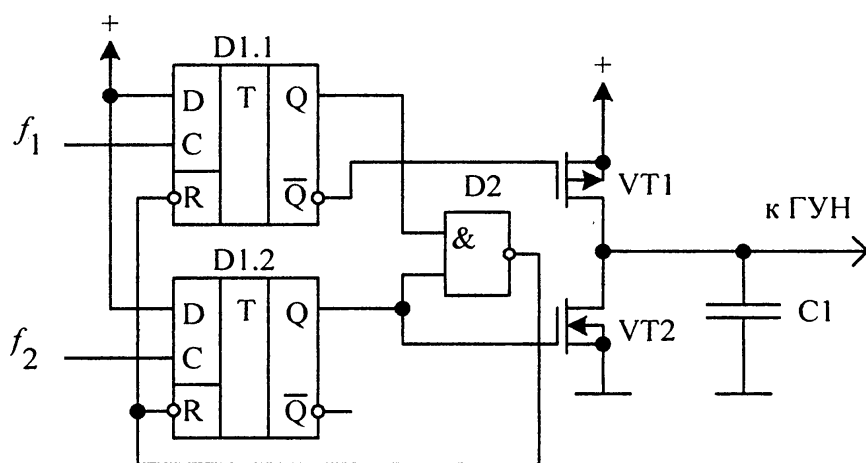 +
D1.1
D T Q
f1
C
R Q̅
+
VT1
D2
&
к ГУН
D1.2
D T Q
f2
C
R Q̅
VT2
C1